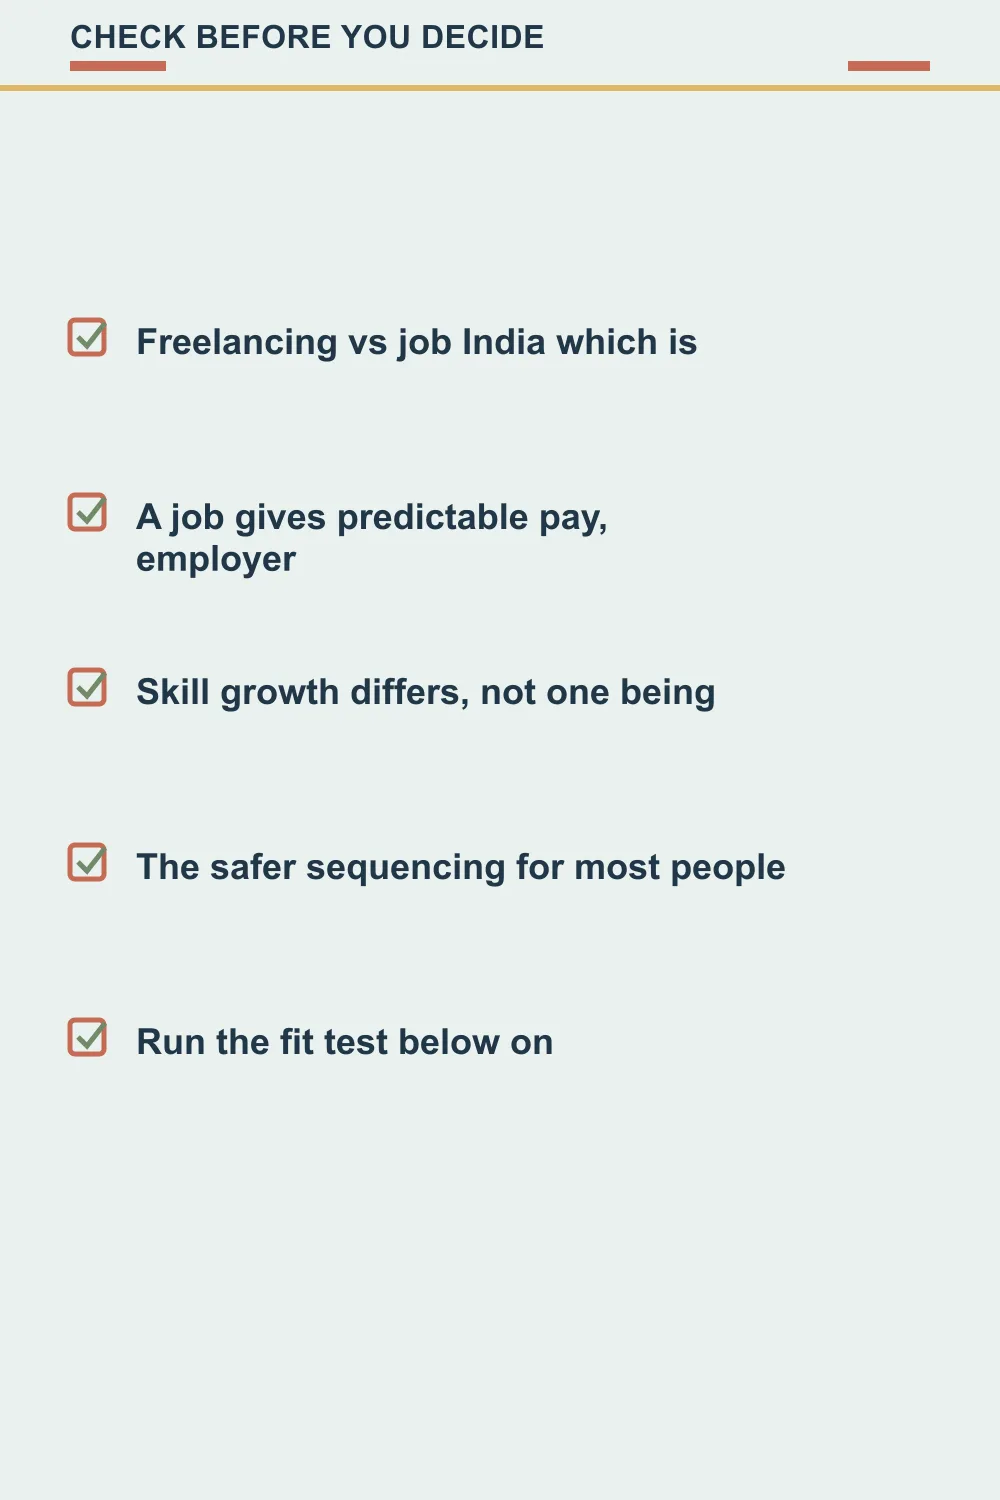 CHECK BEFORE YOU DECIDE
Freelancing vs job India which is
A job gives predictable pay,
employer
Skill growth differs, not one being
The safer sequencing for most people
Run the fit test below on